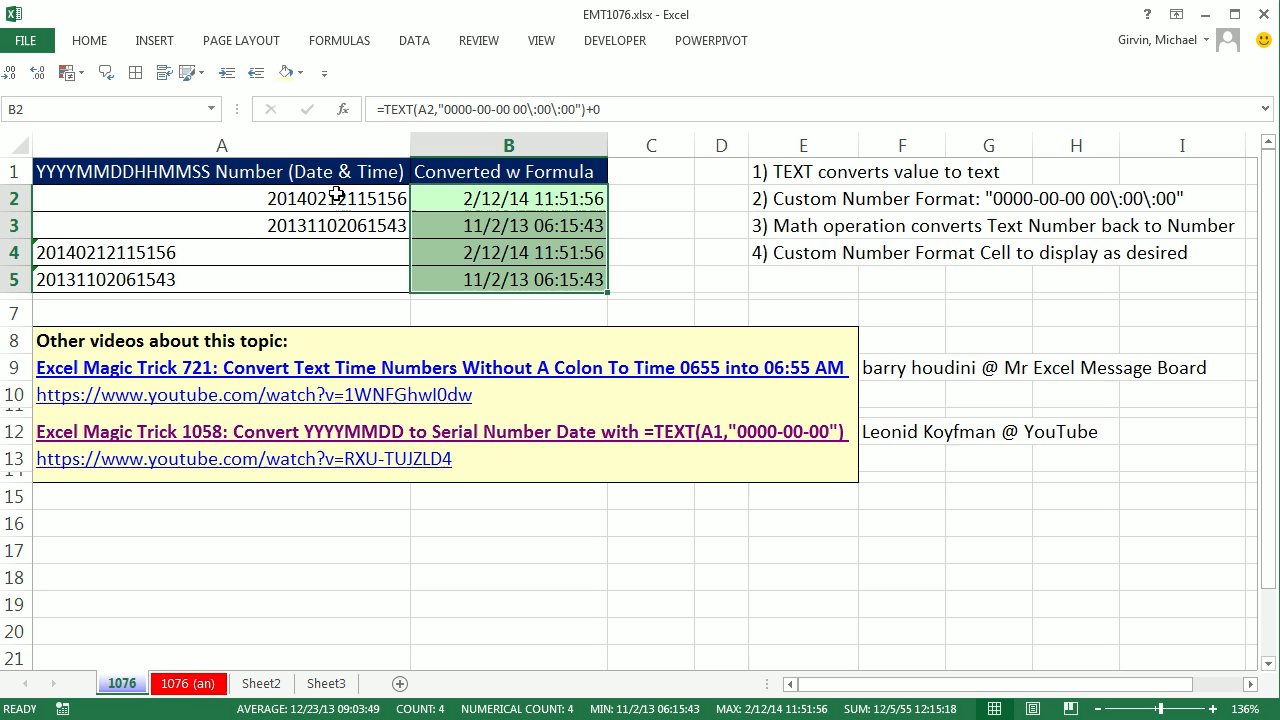 EMT1076.xlsx - Excel
FILE HOME INSERT PAGE LAYOUT FORMULAS DATA REVIEW VIEW DEVELOPER POWERPIVOT Girvin, Michael
B2 =TEXT(A2,"0000-00-00 00\:00\:00")+0
A B C D E F G H I
1 YYYYMMDDHHMMSS Number (Date & Time) Converted w Formula 1) TEXT converts value to text
2 20140212115156 2/12/14 11:51:56 2) Custom Number Format: "0000-00-00 00\:00\:00"
3 20131102061543 11/2/13 06:15:43 3) Math operation converts Text Number back to Number
4 20140212115156 2/12/14 11:51:56 4) Custom Number Format Cell to display as desired
5 20131102061543 11/2/13 06:15:43
7
8 Other videos about this topic:
9 Excel Magic Trick 721: Convert Text Time Numbers Without A Colon To Time 0655 into 06:55 AM barry houdini @ Mr Excel Message Board
10 https://www.youtube.com/watch?v=1WNFGhwI0dw
12 Excel Magic Trick 1058: Convert YYYYMMDD to Serial Number Date with =TEXT(A1,"0000-00-00") Leonid Koyfman @ YouTube
13 https://www.youtube.com/watch?v=RXU-TUJZLD4
15
16
17
18
19
20
21
1076 1076 (an) Sheet2 Sheet3
READY AVERAGE: 12/23/13 09:03:49 COUNT: 4 NUMERICAL COUNT: 4 MIN: 11/2/13 06:15:43 MAX: 2/12/14 11:51:56 SUM: 12/5/55 12:15:18 136%